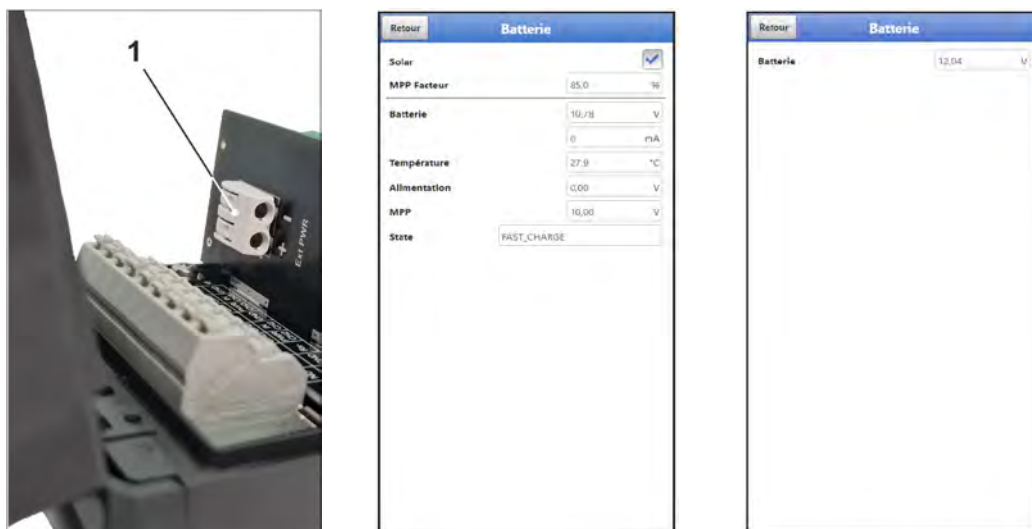 1
-
+
Ext PWR
Retour Batterie
Solar
MPP Facteur 85,0 %
Batterie 10,78 V
0 mA
Température 27,9 °C
Allimentation 0,00 V
MPP 10,00 V
State FAST_CHARGE
Retour Batterie
Batterie 12,04 V